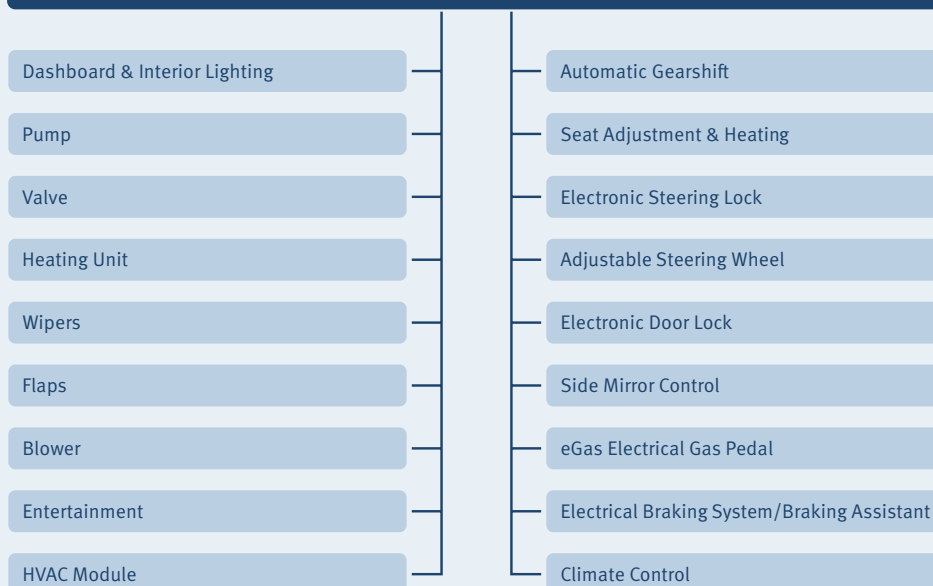 Dashboard & Interior Lighting
Pump
Valve
Heating Unit
Wipers
Flaps
Blower
Entertainment
HVAC Module
Automatic Gearshift
Seat Adjustment & Heating
Electronic Steering Lock
Adjustable Steering Wheel
Electronic Door Lock
Side Mirror Control
eGas Electrical Gas Pedal
Electrical Braking System/Braking Assistant
Climate Control